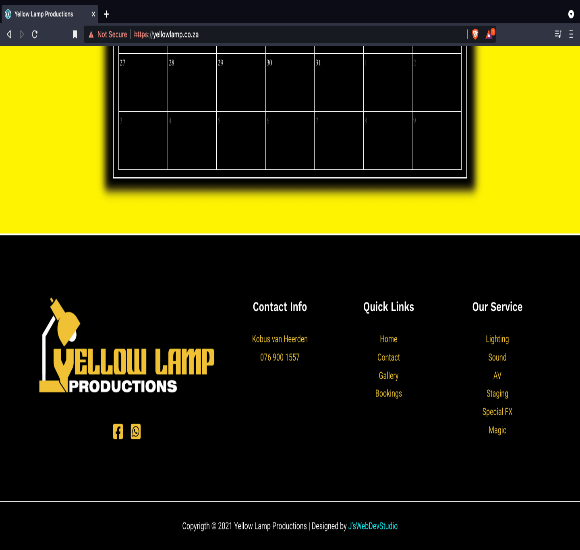 Yellow Lamp Productions
Not Secure | https://yellowlamp.co.za
27 28 29 30 31 1 2
3 4 5 6 7 8 9
YELLOW LAMP
PRODUCTIONS
Contact Info
Kobus van Heerden
076 900 1557
Quick Links
Home
Contact
Gallery
Bookings
Our Service
Lighting
Sound
AV
Staging
Special FX
Magic
Copyrigth © 2021 Yellow Lamp Productions | Designed by J'sWebDevStudio